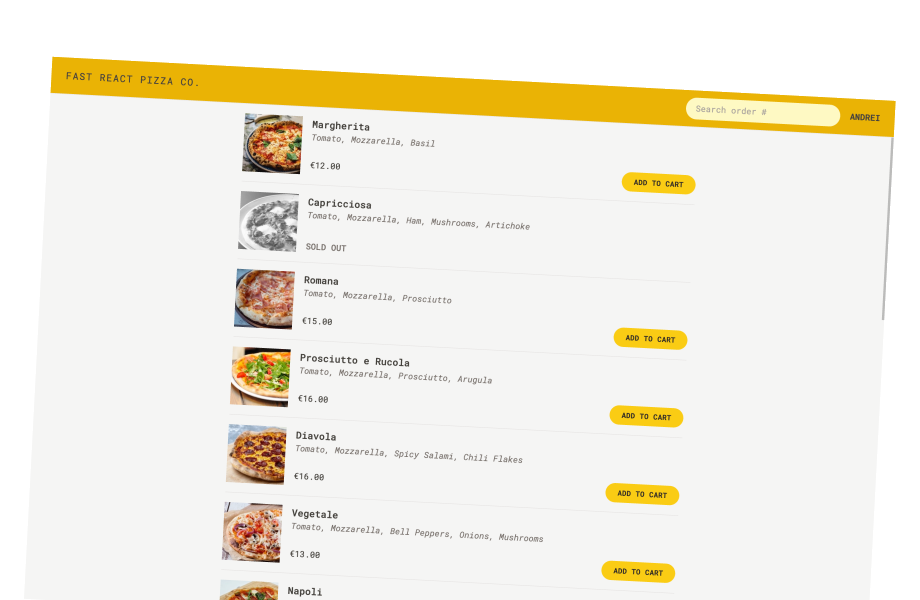 FAST REACT PIZZA CO.
Search order #
ANDREI
Margherita
Tomato, Mozzarella, Basil
€12.00
ADD TO CART
Capricciosa
Tomato, Mozzarella, Ham, Mushrooms, Artichoke
SOLD OUT
Romana
Tomato, Mozzarella, Prosciutto
€15.00
ADD TO CART
Prosciutto e Rucola
Tomato, Mozzarella, Prosciutto, Arugula
€16.00
ADD TO CART
Diavola
Tomato, Mozzarella, Spicy Salami, Chili Flakes
€16.00
ADD TO CART
Vegetale
Tomato, Mozzarella, Bell Peppers, Onions, Mushrooms
€13.00
ADD TO CART
Napoli